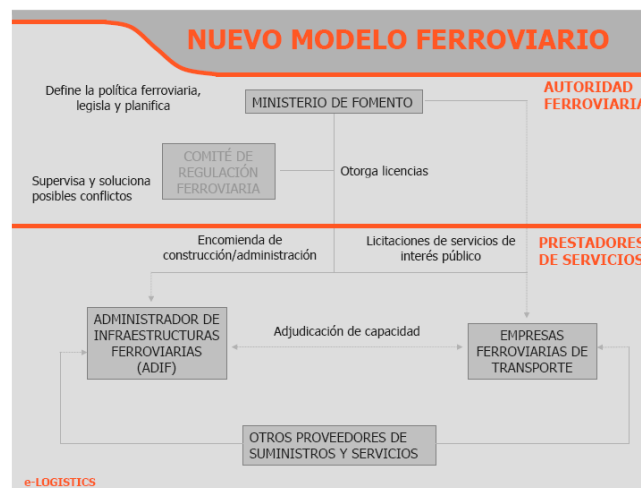 NUEVO MODELO FERROVIARIO
AUTORIDAD
FERROVIARIA
Define la política ferroviaria,
legisla y planifica
MINISTERIO DE FOMENTO
COMITÉ DE
REGULACIÓN
FERROVIARIA
Otorga licencias
Supervisa y soluciona
posibles conflictos
Encomienda de
construcción/administración
Licitaciones de servicios de
interés público
PRESTADORES
DE SERVICIOS
ADMINISTRADOR DE
INFRAESTRUCTURAS
FERROVIARIAS
(ADIF)
Adjudicación de capacidad
EMPRESAS
FERROVIARIAS DE
TRANSPORTE
OTROS PROVEEDORES DE
SUMINISTROS Y SERVICIOS
e-LOGISTICS